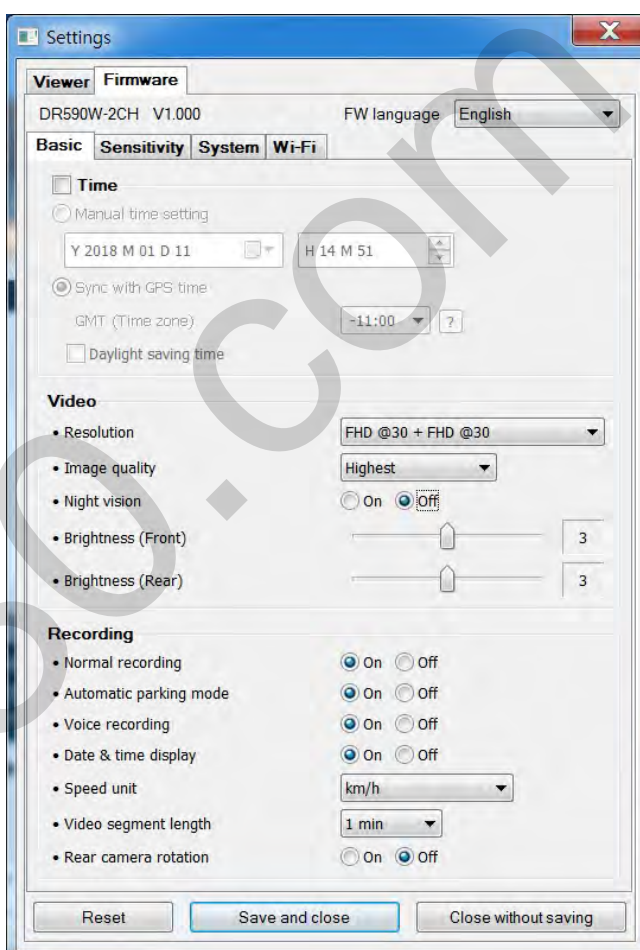 Settings
Viewer Firmware
DR590W-2CH V1.000 FW language English
Basic Sensitivity System Wi-Fi
Time
Manual time setting
Y 2018 M 01 D 11 H 14 M 51
Sync with GPS time
GMT (Time zone) -11:00 ?
Daylight saving time
Video
• Resolution FHD @30 + FHD @30
• Image quality Highest
• Night vision On Off
• Brightness (Front) 3
• Brightness (Rear) 3
Recording
• Normal recording On Off
• Automatic parking mode On Off
• Voice recording On Off
• Date & time display On Off
• Speed unit km/h
• Video segment length 1 min
• Rear camera rotation On Off
Reset Save and close Close without saving